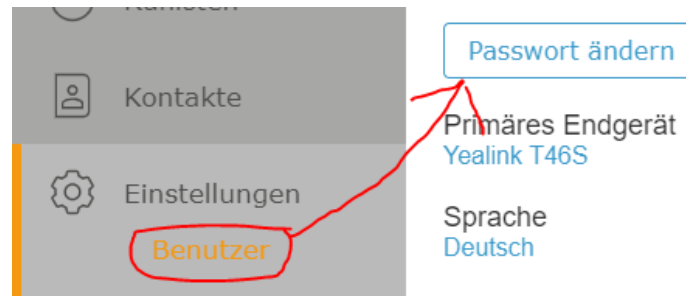 Kontakte
Einstellungen
Benutzer
Passwort ändern
Primäres Endgerät
Yealink T46S
Sprache
Deutsch